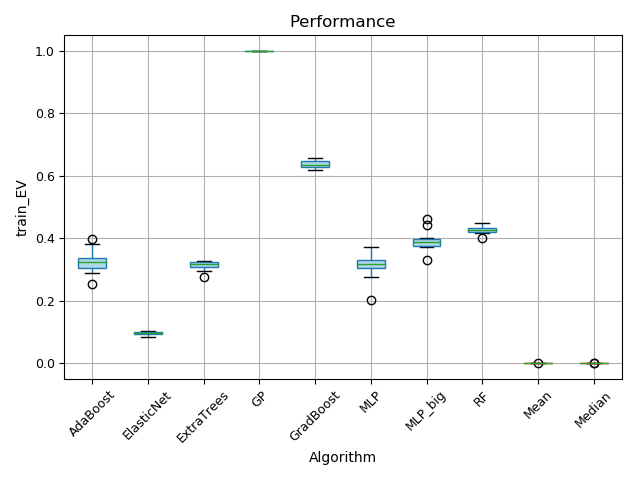 Performance
1.0
0.8
0.6
0.4
0.2
0.0
train_EV
AdaBoost
ElasticNet
ExtraTrees
GP
GradBoost
MLP
MLP_big
RF
Mean
Median
Algorithm